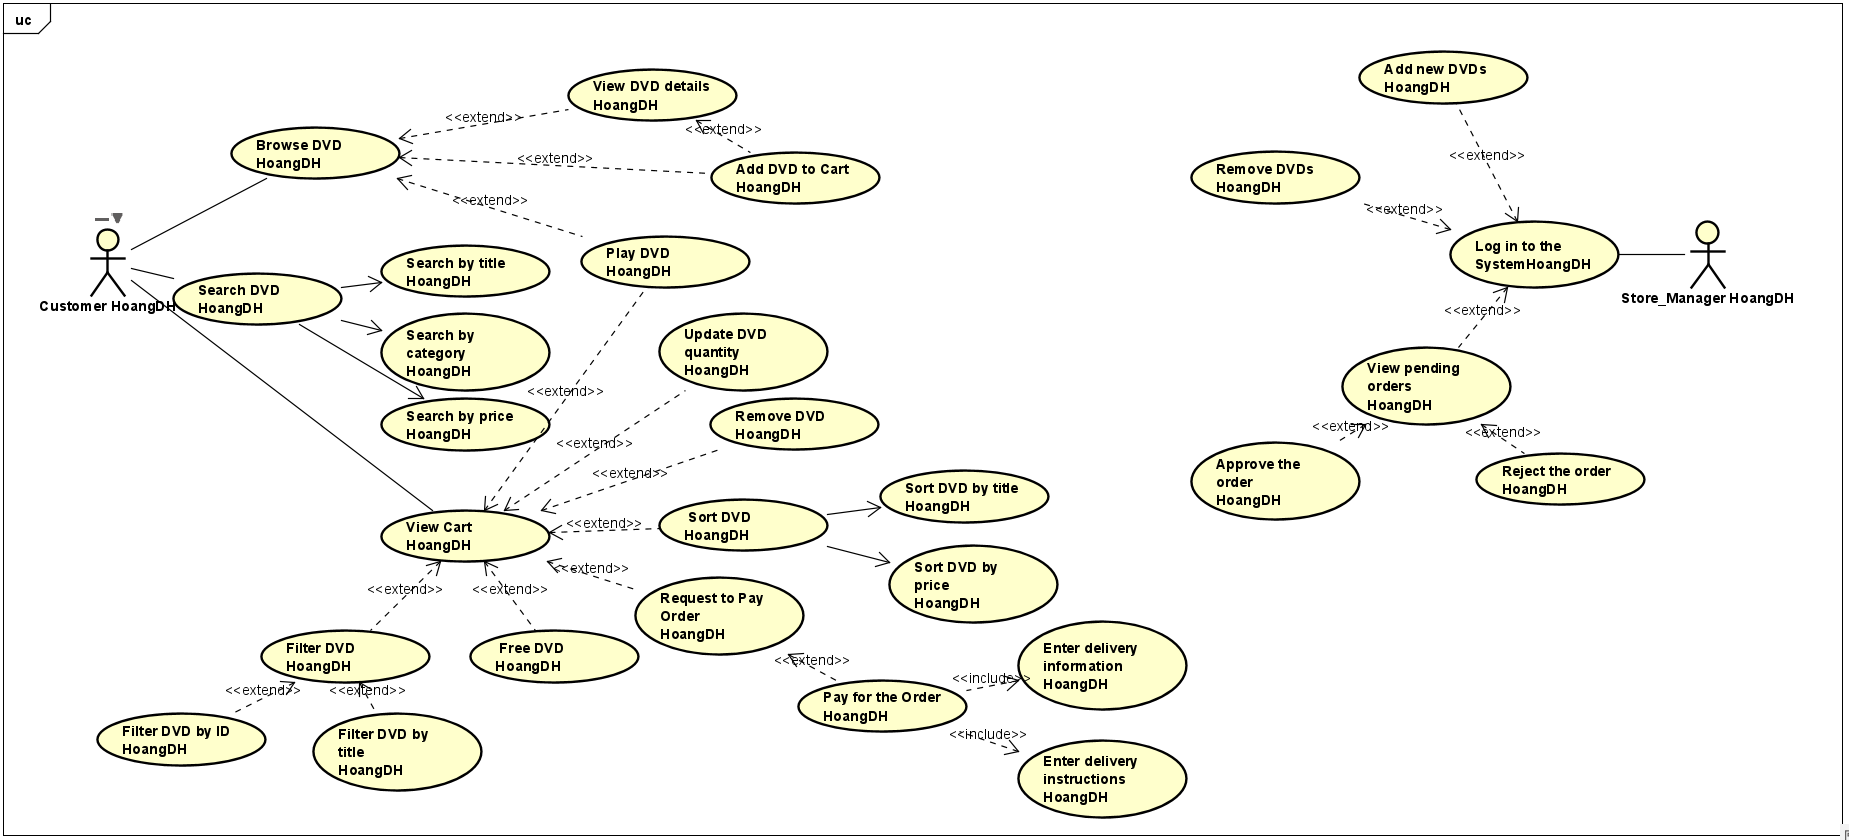 uc
View DVD details
HoangDH
<<extend>>
<<extend>>
Browse DVD
HoangDH
<<extend>>
Add DVD to Cart
HoangDH
<<extend>>
Customer HoangDH
Play DVD
HoangDH
Search DVD
HoangDH
Search by title
HoangDH
Search by
category
HoangDH
Search by price
HoangDH
Update DVD
quantity
HoangDH
<<extend>>
Remove DVD
HoangDH
<<extend>>
<<extend>>
View Cart
HoangDH
<<extend>>
Sort DVD
HoangDH
Sort DVD by title
HoangDH
Sort DVD by
price
HoangDH
<<extend>>
<<extend>>
<<extend>>
Request to Pay
Order
HoangDH
Filter DVD
HoangDH
Free DVD
HoangDH
<<extend>>
<<extend>>
Filter DVD by ID
HoangDH
Filter DVD by
title
HoangDH
<<extend>>
Pay for the Order
HoangDH
<<include>>
Enter delivery
information
HoangDH
<<include>>
Enter delivery
instructions
HoangDH
Add new DVDs
HoangDH
<<extend>>
Remove DVDs
HoangDH
<<extend>>
Log in to the
SystemHoangDH
Store_Manager HoangDH
<<extend>>
View pending
orders
HoangDH
<<extend>>
<<extend>>
Approve the
order
HoangDH
Reject the order
HoangDH